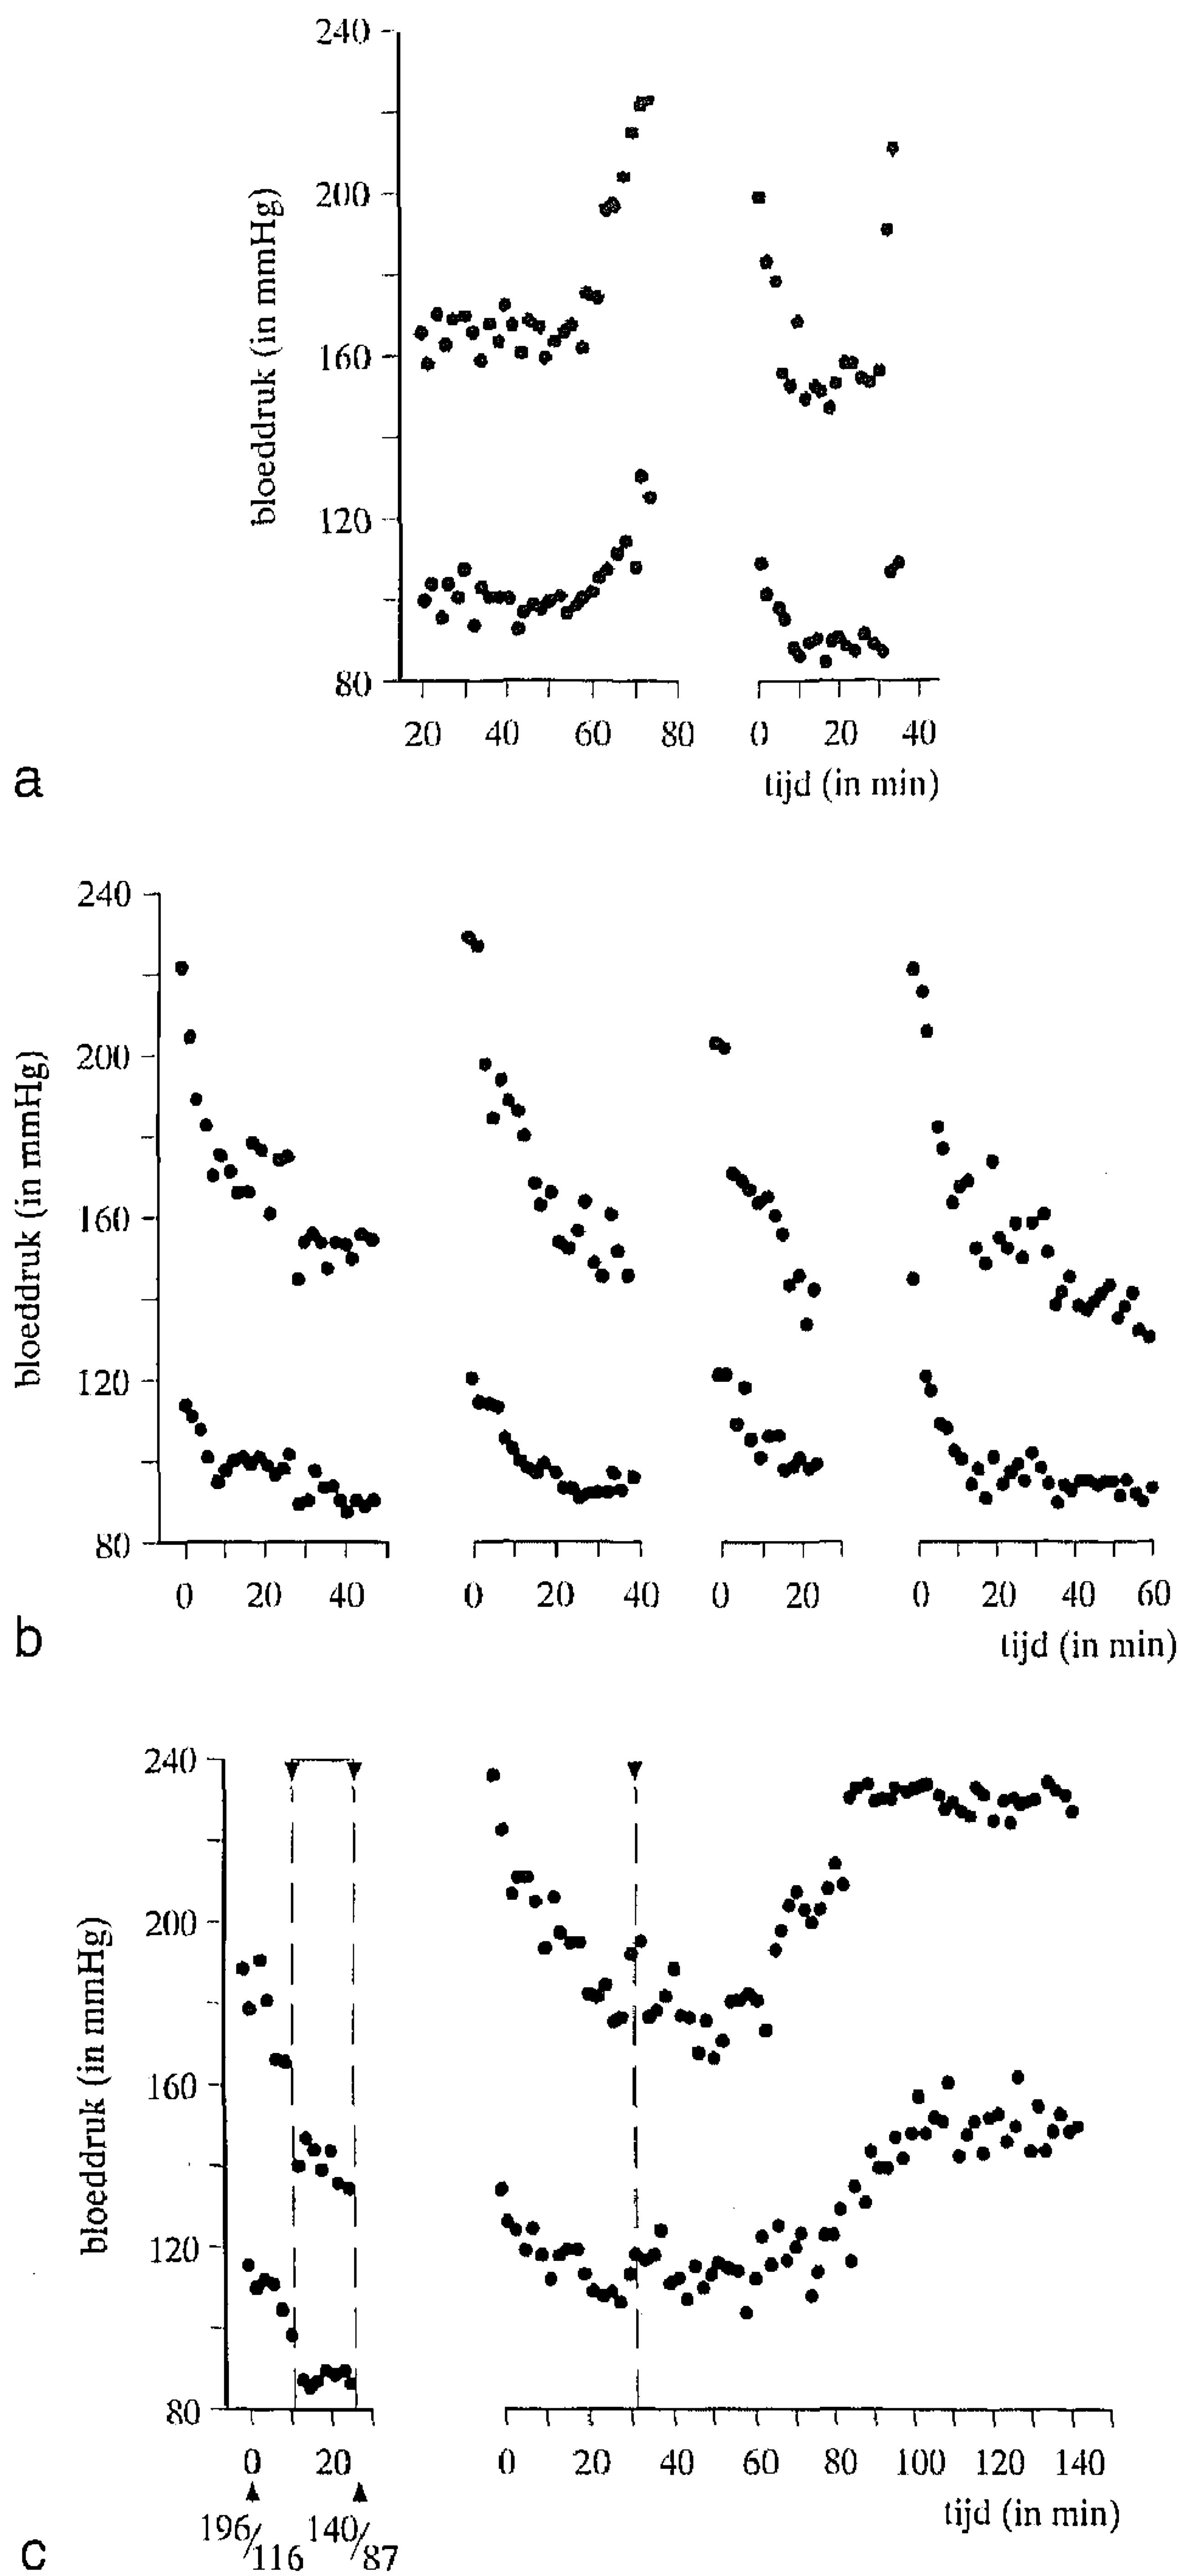 240
200
160
120
80
bloeddruk (in mmHg)
20 40 60 80 0 20 40
tijd (in min)
a
240
200
160
120
80
bloeddruk (in mmHg)
0 20 40 0 20 40 0 20 0 20 40 60
tijd (in min)
b
240
200
160
120
80
bloeddruk (in mmHg)
0 20 0 20 40 60 80 100 120 140
tijd (in min)
196/116 140/87
c